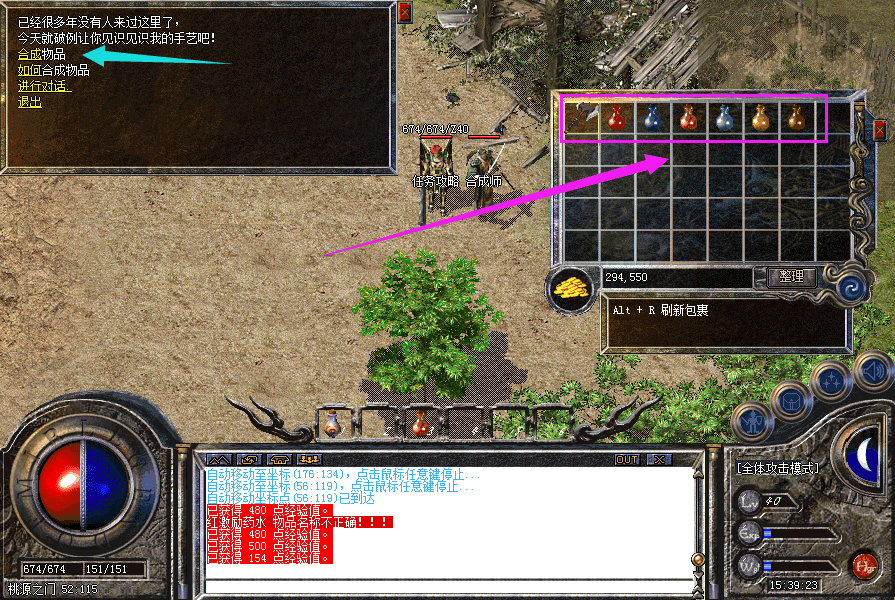 已经很多年没有人来过这里了，
今天就破例让你见识见识我的手艺吧!
合成物品
如何合成物品
进行对话
退出
674/674/Z40
任务攻略 合成师
294,550
整理
Alt + R 刷新包裹
OUT
自动移动至坐标(176:134)，点击鼠标任意键停止...
自动移动至坐标(56:119)，点击鼠标任意键停止...
自动移动坐标点(56:119)已到达
已获得 480 点经验值。
红激励药水 物品名称不正确！！！
已获得 480 点经验值。
已获得 500 点经验值。
已获得 154 点经验值。
[全体攻击模式]
Lv 40
Exp
W
Hgr
674/674
151/151
桃源之门 52:115
15:39:23